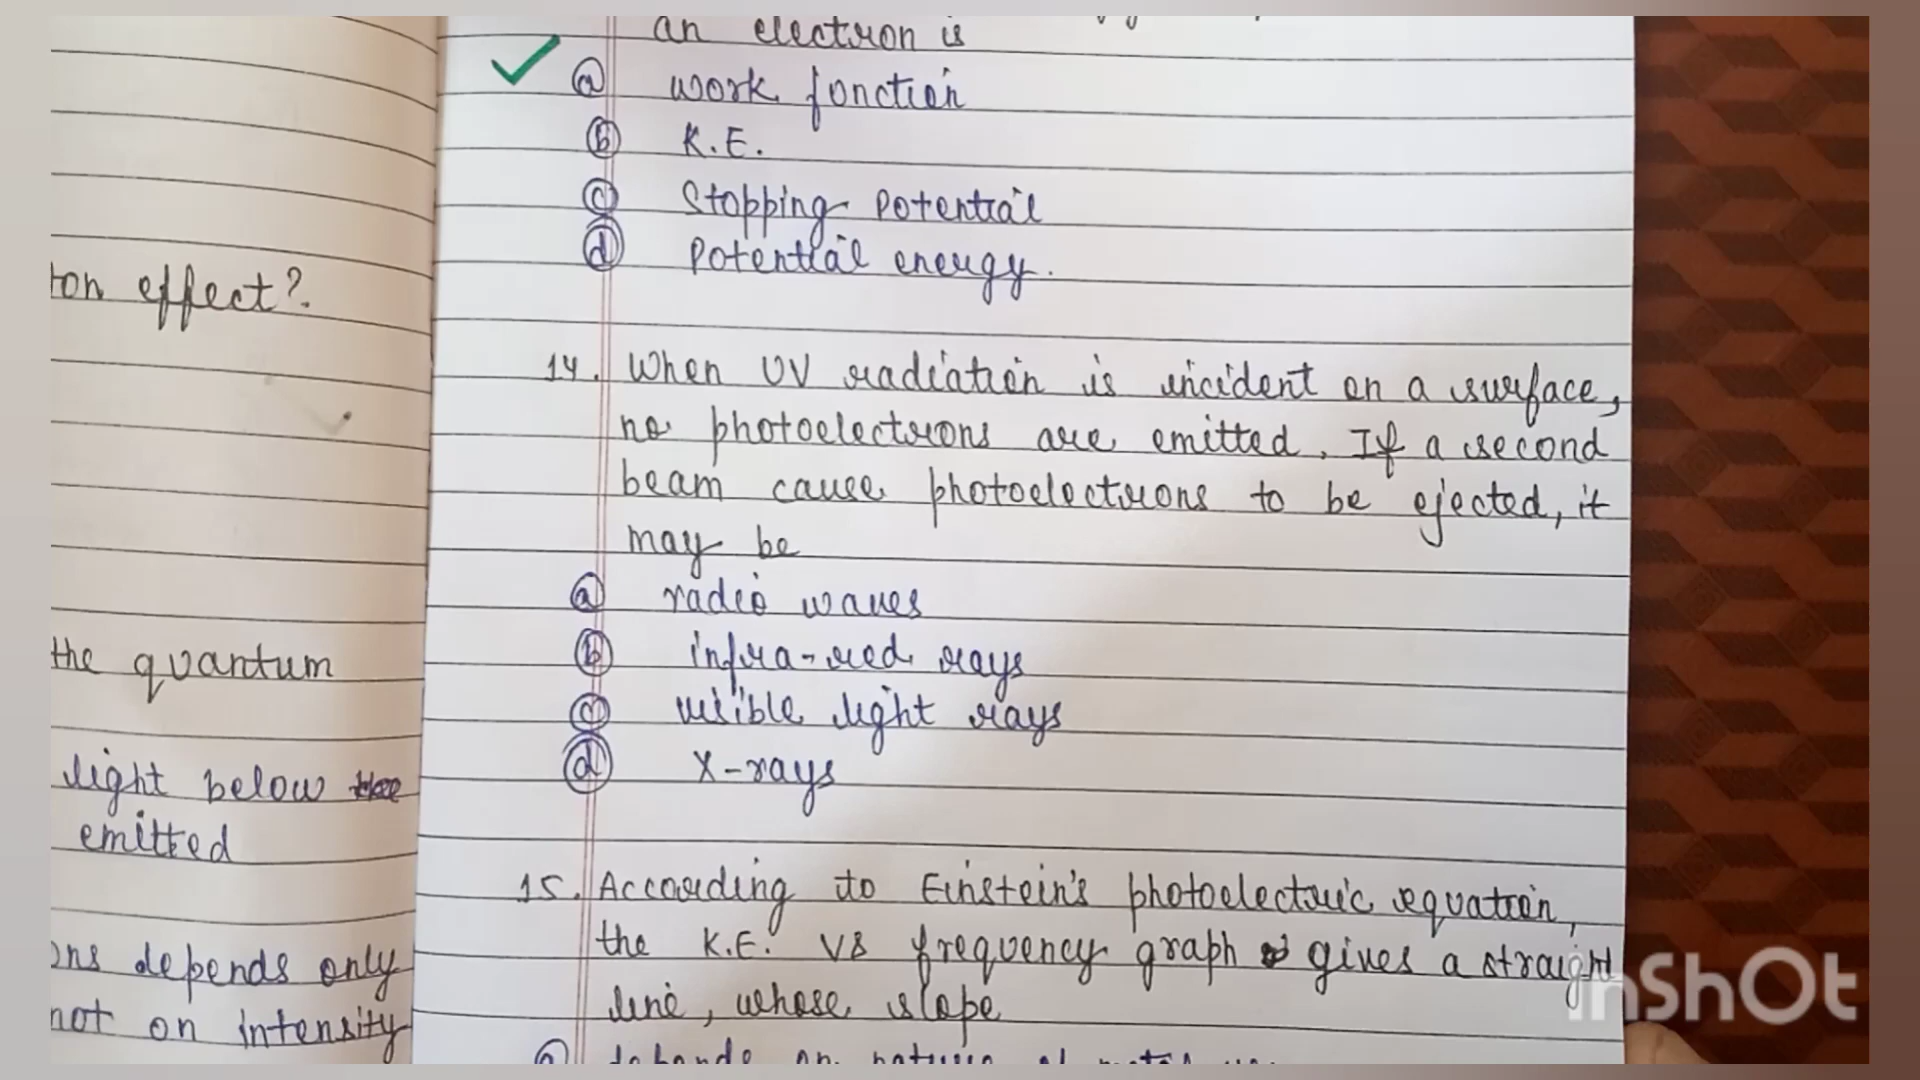 ton effect?.
the quantum
light below the
emitted
ons depends only
not on intensity
an electron is
(a) work fonction
(b) K.E.
(c) Stopping Potential
(d) Potential energy.
14. When UV radiation is incident on a surface,
no photoelectrons are emitted. If a second
beam cause photoelectrons to be ejected, it
may be
(a) radio waves
(b) infra-red rays
(c) visible light rays
(d) X-rays
15. According to Einstein's photoelectric equation,
the K.E. VS frequency graph gives a straight
line, whose slope
InShOt